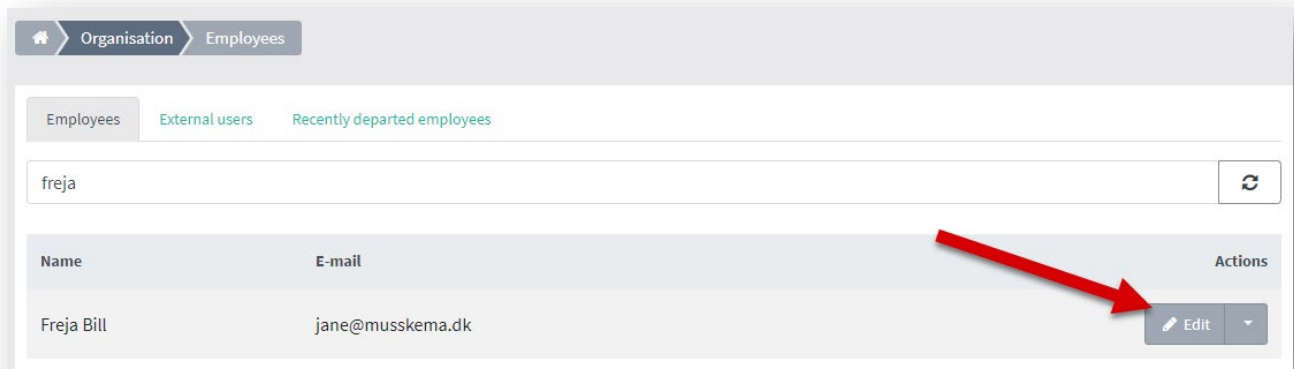 Organisation Employees
Employees External users Recently departed employees
freja
Name E-mail Actions
Freja Bill jane@musskema.dk Edit